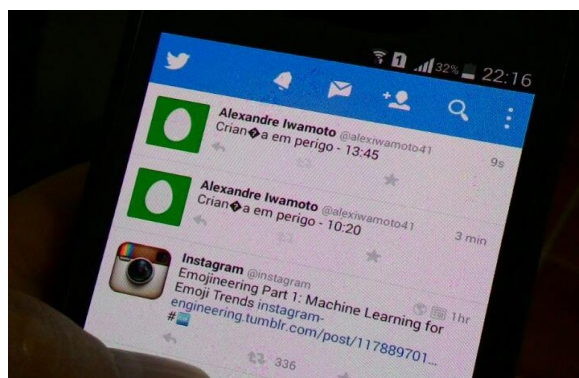 32% 22:16
Alexandre Iwamoto @alexiwamoto41 9s
Crian�a em perigo - 13:45
Alexandre Iwamoto @alexiwamoto41 3 min
Crian�a em perigo - 10:20
Instagram @instagram 1hr
Emojineering Part 1: Machine Learning for
Emoji Trends instagram-
engineering.tumblr.com/post/117889701...
#
336